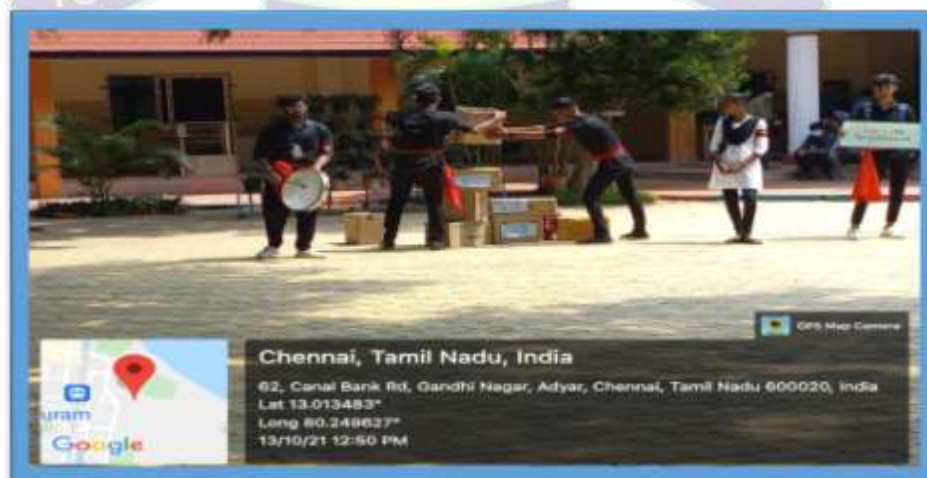 GPS Map Camera
Chennai, Tamil Nadu, India
62, Canal Bank Rd, Gandhi Nagar, Adyar, Chennai, Tamil Nadu 600020, India
Lat 13.013483°
Long 80.249627°
13/10/21 12:50 PM
uram
Google